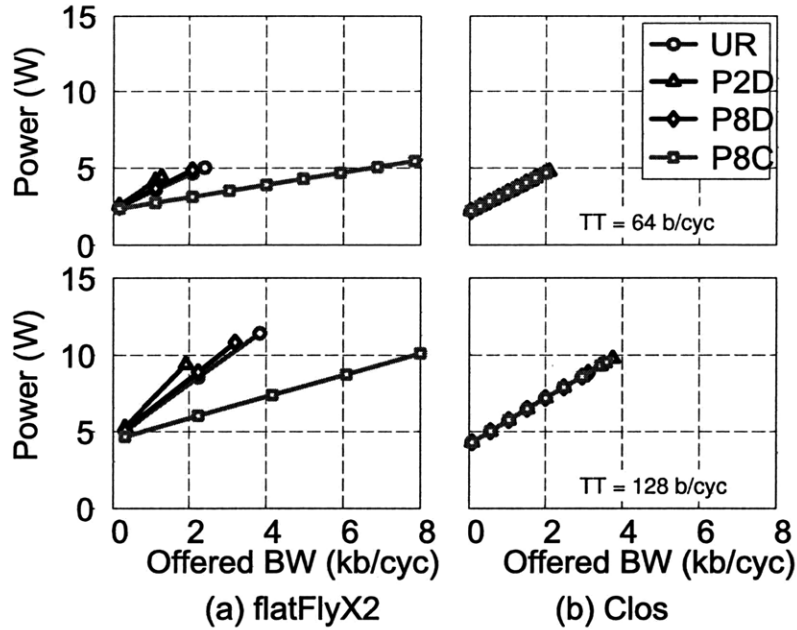 15
10
5
0
Power (W)
UR
P2D
P8D
P8C
TT = 64 b/cyc
15
10
5
0
Power (W)
TT = 128 b/cyc
0 2 4 6 8
0 2 4 6 8
Offered BW (kb/cyc)
Offered BW (kb/cyc)
(a) flatFlyX2
(b) Clos